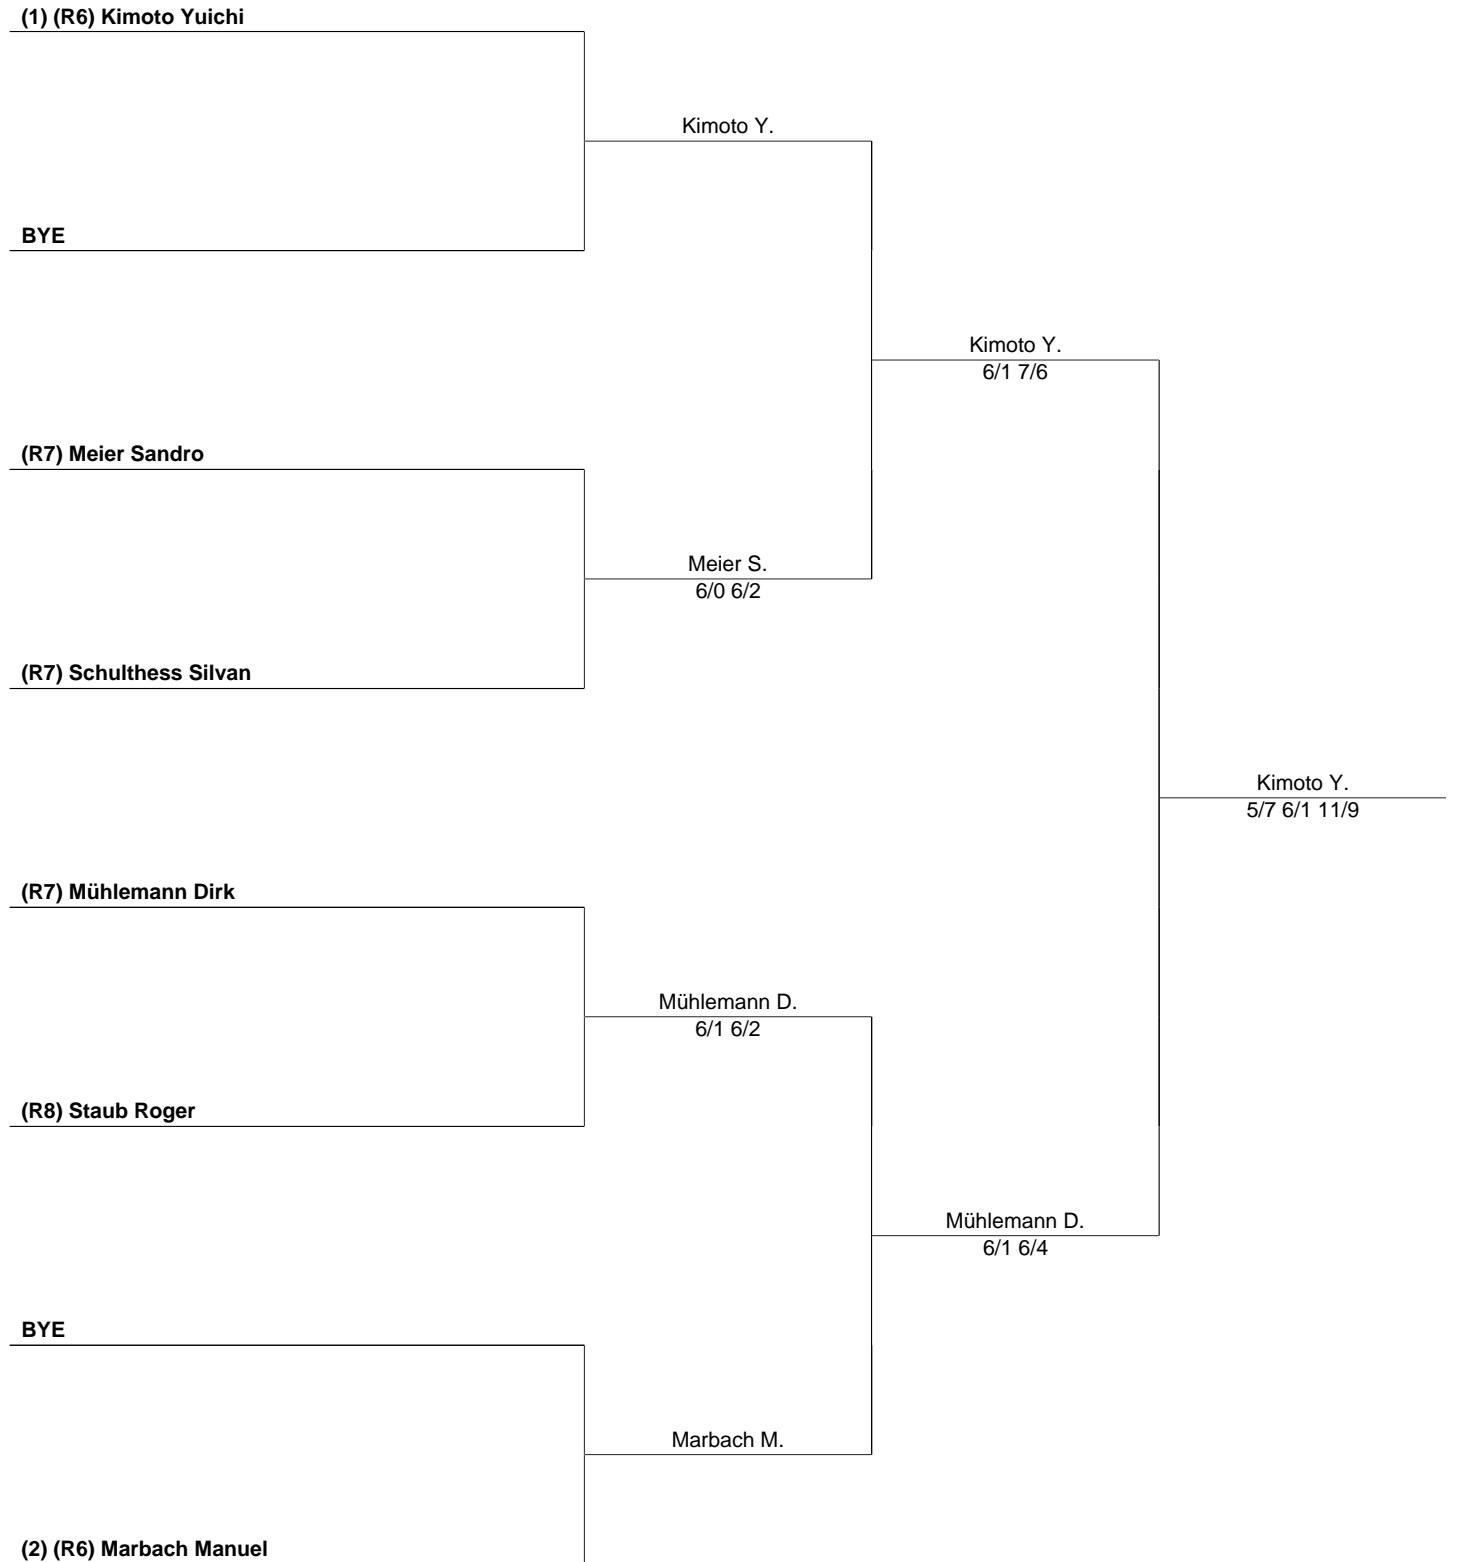 (1) (R6) Kimoto Yuichi
Kimoto Y.
BYE
Kimoto Y.
6/1 7/6
(R7) Meier Sandro
Meier S.
6/0 6/2
(R7) Schulthess Silvan
Kimoto Y.
5/7 6/1 11/9
(R7) Mühlemann Dirk
Mühlemann D.
6/1 6/2
(R8) Staub Roger
Mühlemann D.
6/1 6/4
BYE
Marbach M.
(2) (R6) Marbach Manuel